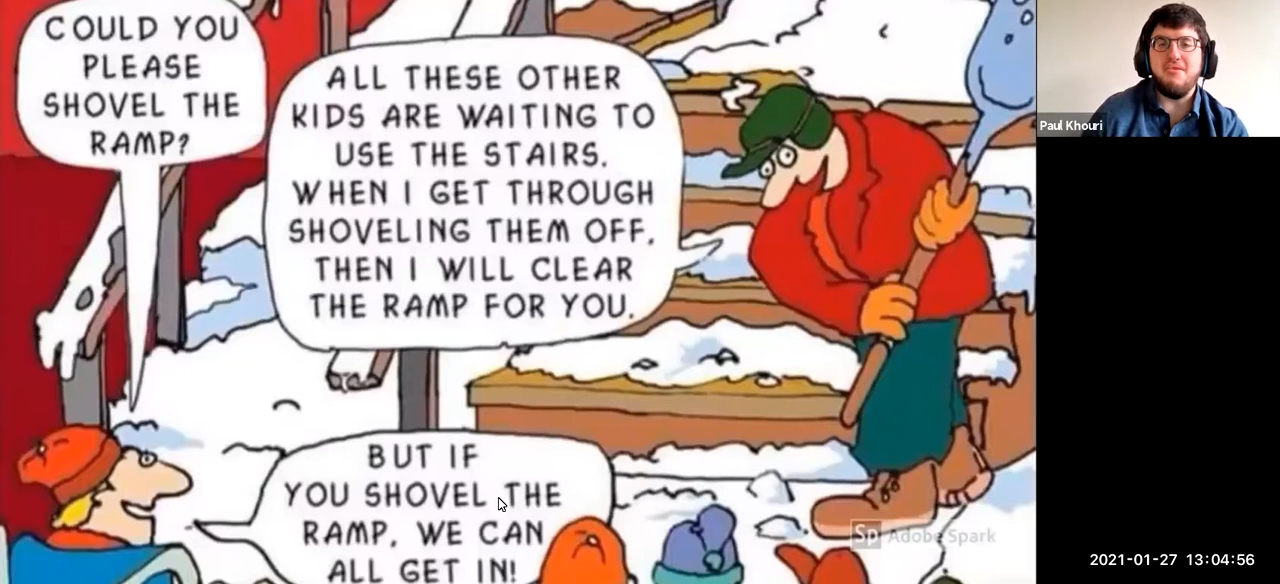 COULD YOU
PLEASE
SHOVEL THE
RAMP?
ALL THESE OTHER
KIDS ARE WAITING TO
USE THE STAIRS.
WHEN I GET THROUGH
SHOVELING THEM OFF,
THEN I WILL CLEAR
THE RAMP FOR YOU.
BUT IF
YOU SHOVEL THE
RAMP, WE CAN
ALL GET IN!
Sp Adobe Spark
Paul Khouri
2021-01-27 13:04:56